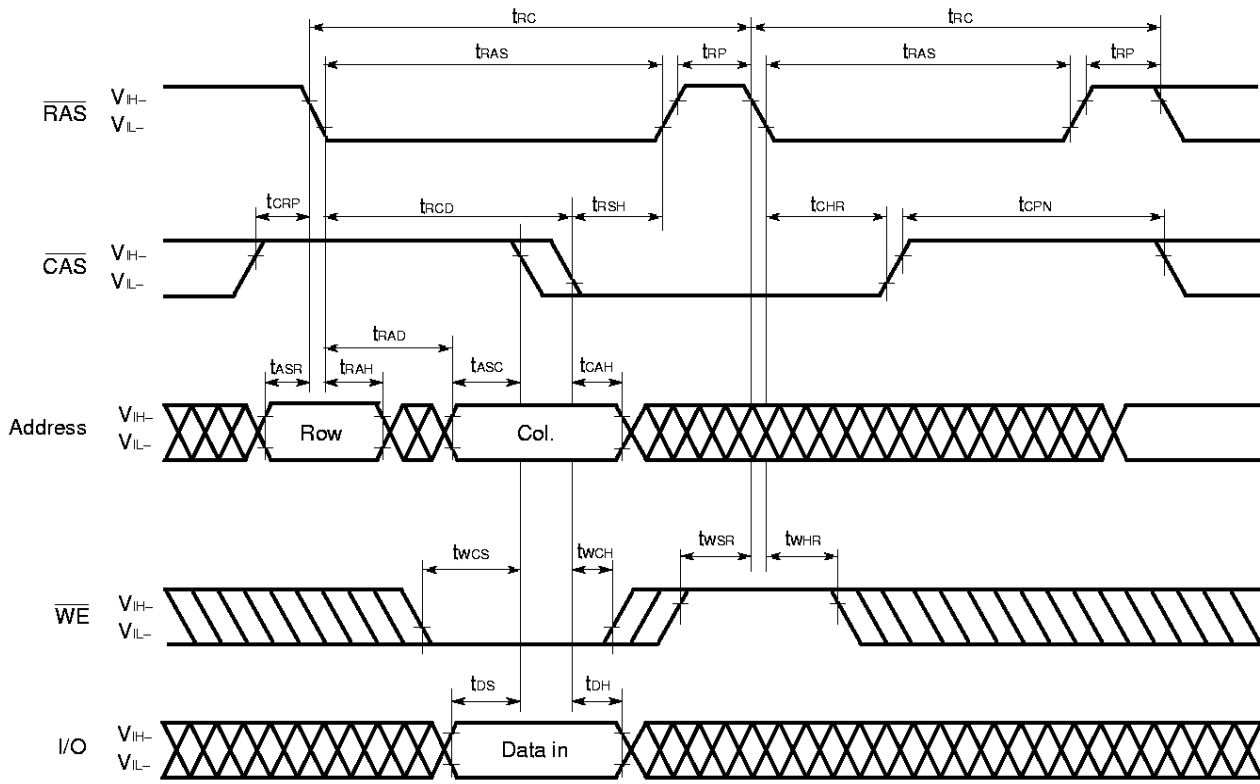 tRC tRC
tRAS tRP tRAS tRP
RAS VIH– VIL–
tCRP tRCD tRSH tCHR tCPN
CAS VIH– VIL–
tRAD
tASR tRAH tASC tCAH
Address VIH– VIL– Row Col.
tWCS tWCH tWSR tWHR
WE VIH– VIL–
tDS tDH
I/O VIH– VIL– Data in